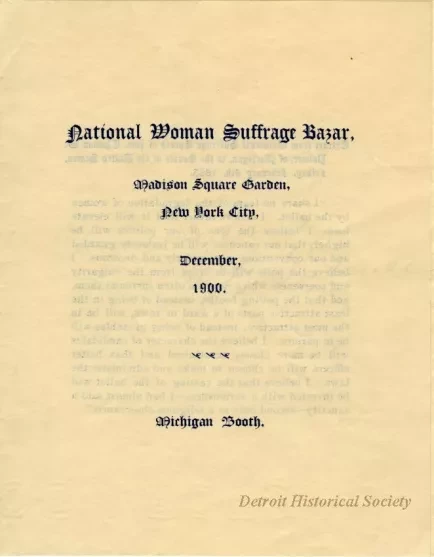 National Woman Suffrage Bazar,
Madison Square Garden,
New York City,
December,
1900.
Michigan Booth.
Detroit Historical Society